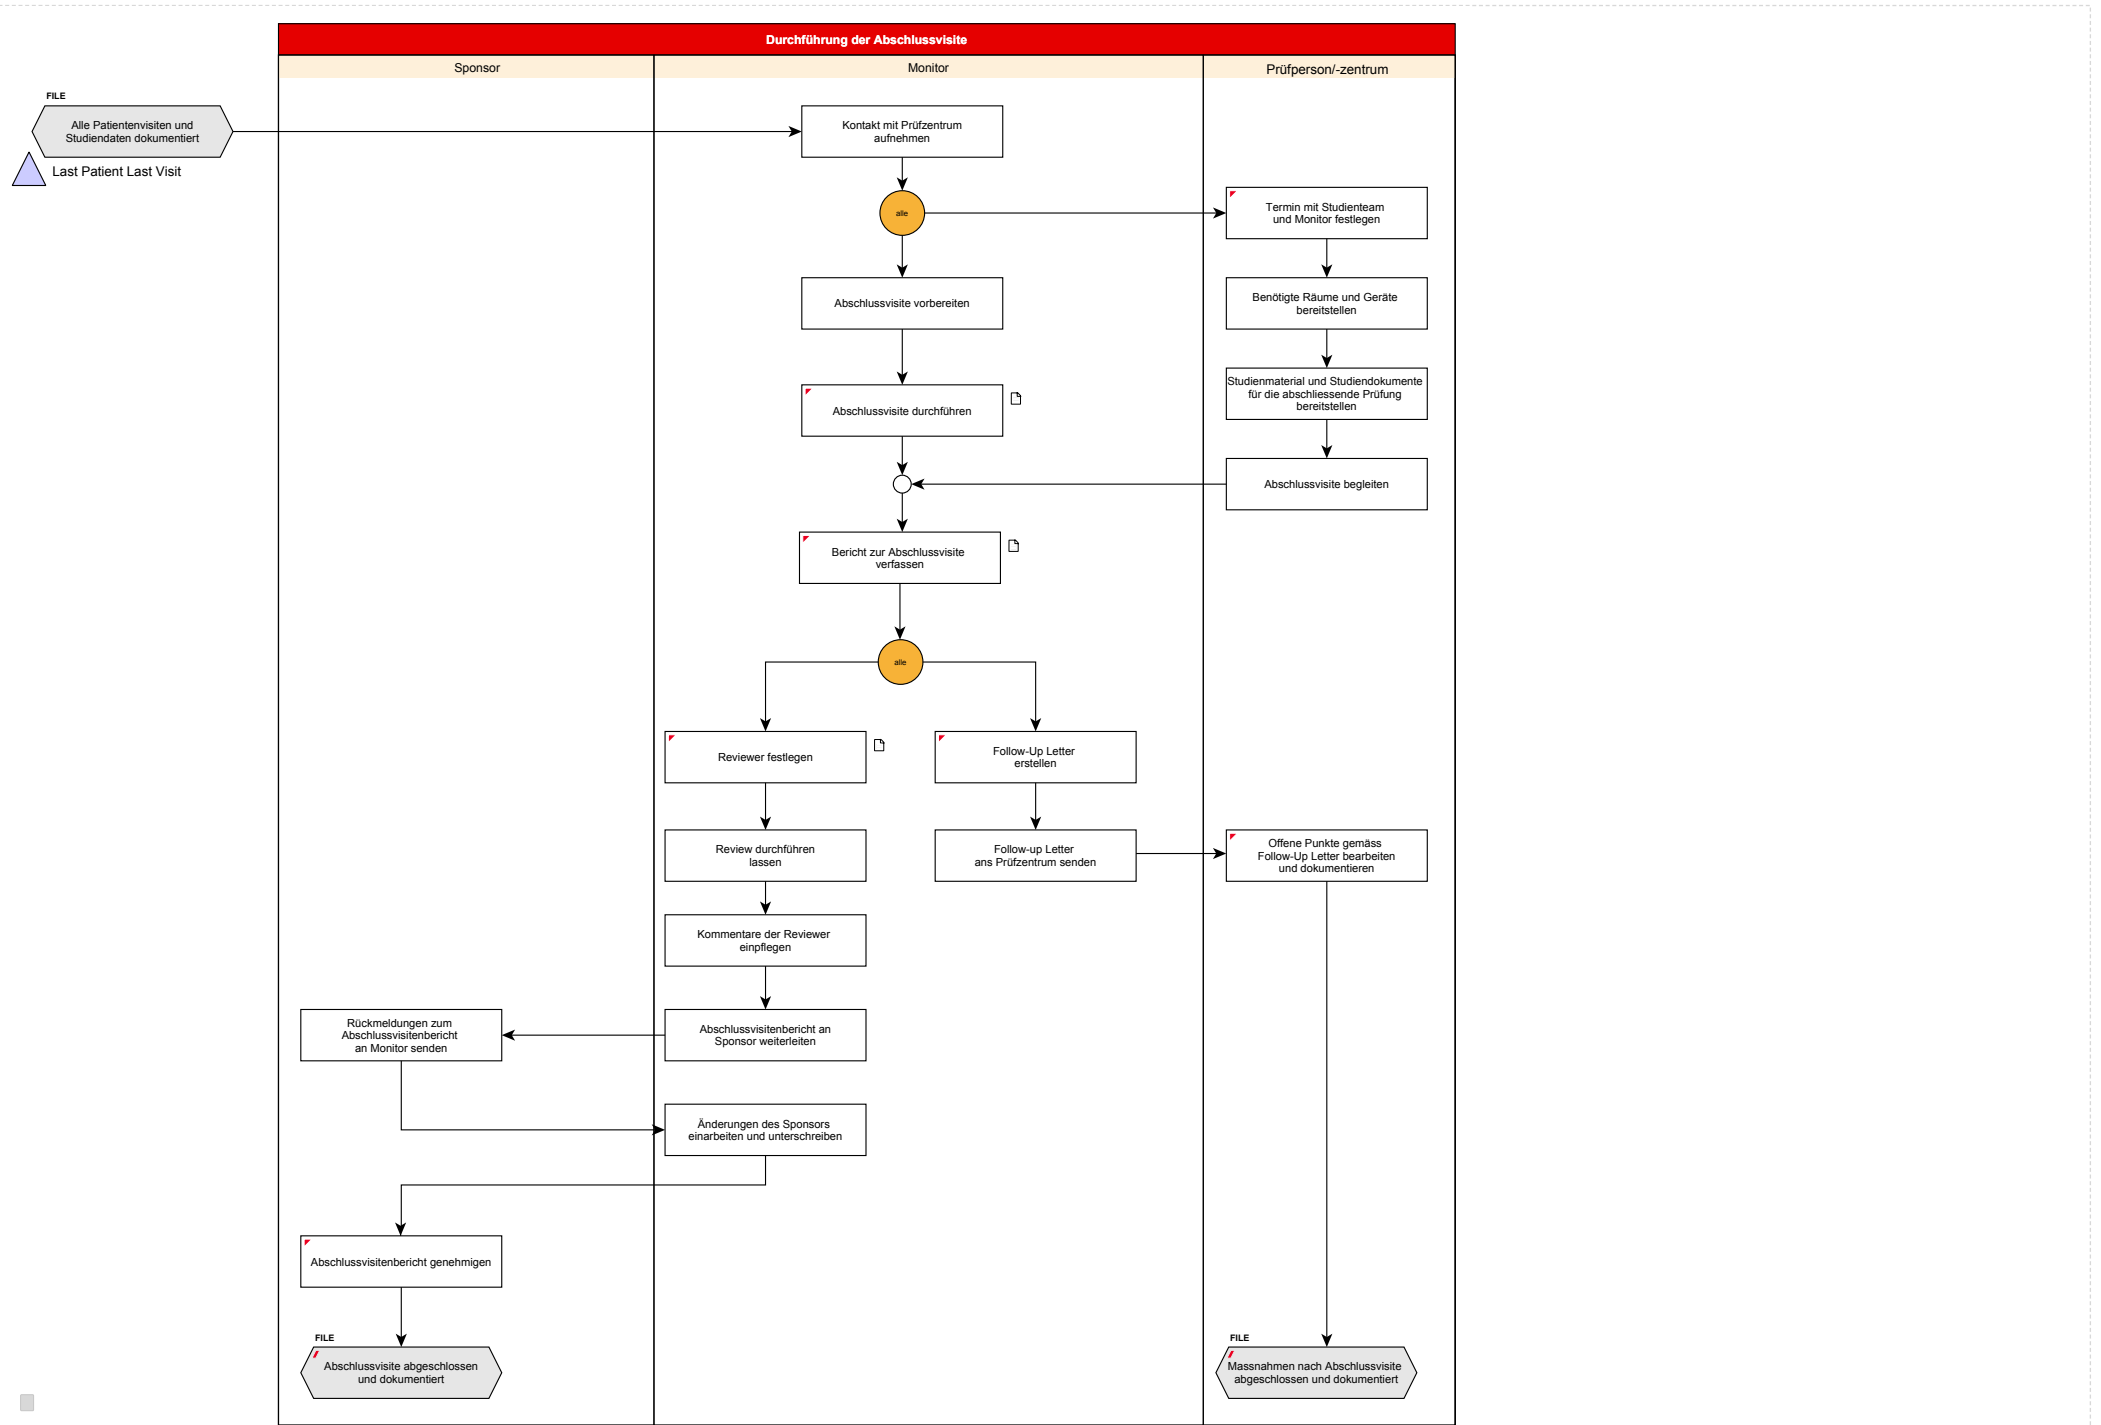 Durchführung der Abschlussvisite
Sponsor
Monitor
Prüfperson/-zentrum
FILE
Alle Patientenvisiten und
Studiendaten dokumentiert
Last Patient Last Visit
Kontakt mit Prüfzentrum
aufnehmen
alle
Termin mit Studienteam
und Monitor festlegen
Abschlussvisite vorbereiten
Benötigte Räume und Geräte
bereitstellen
Abschlussvisite durchführen
Studienmaterial und Studiendokumente
für die abschliessende Prüfung
bereitstellen
Abschlussvisite begleiten
Bericht zur Abschlussvisite
verfassen
alle
Reviewer festlegen
Follow-Up Letter
erstellen
Review durchführen
lassen
Follow-up Letter
ans Prüfzentrum senden
Offene Punkte gemäss
Follow-Up Letter bearbeiten
und dokumentieren
Kommentare der Reviewer
einpflegen
Rückmeldungen zum
Abschlussvisitenbericht
an Monitor senden
Abschlussvisitenbericht an
Sponsor weiterleiten
Änderungen des Sponsors
einarbeiten und unterschreiben
Abschlussvisitenbericht genehmigen
FILE
Abschlussvisite abgeschlossen
und dokumentiert
FILE
Massnahmen nach Abschlussvisite
abgeschlossen und dokumentiert